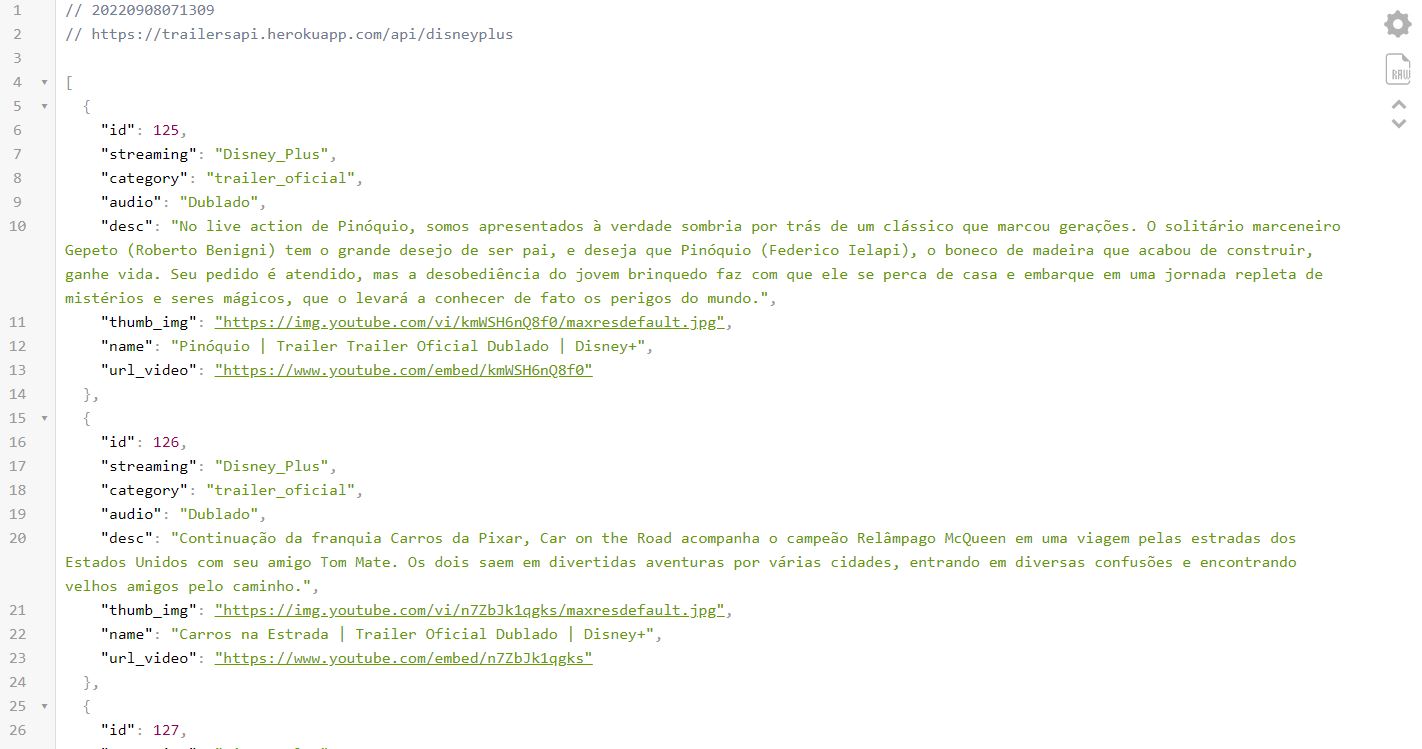 1 // 20220908071309
2 // https://trailersapi.herokuapp.com/api/disneyplus
3
4 [
5 {
6 "id": 125,
7 "streaming": "Disney_Plus",
8 "category": "trailer_oficial",
9 "audio": "Dublado",
10 "desc": "No live action de Pinóquio, somos apresentados à verdade sombria por trás de um clássico que marcou gerações. O solitário marceneiro
Gepeto (Roberto Benigni) tem o grande desejo de ser pai, e deseja que Pinóquio (Federico Ielapi), o boneco de madeira que acabou de construir,
ganhe vida. Seu pedido é atendido, mas a desobediência do jovem brinquedo faz com que ele se perca de casa e embarque em uma jornada repleta de
mistérios e seres mágicos, que o levará a conhecer de fato os perigos do mundo.",
11 "thumb_img": "https://img.youtube.com/vi/kmWSH6nQ8f0/maxresdefault.jpg",
12 "name": "Pinóquio | Trailer Trailer Oficial Dublado | Disney+",
13 "url_video": "https://www.youtube.com/embed/kmWSH6nQ8f0"
14 },
15 {
16 "id": 126,
17 "streaming": "Disney_Plus",
18 "category": "trailer_oficial",
19 "audio": "Dublado",
20 "desc": "Continuação da franquia Carros da Pixar, Car on the Road acompanha o campeão Relâmpago McQueen em uma viagem pelas estradas dos
Estados Unidos com seu amigo Tom Mate. Os dois saem em divertidas aventuras por várias cidades, entrando em diversas confusões e encontrando
velhos amigos pelo caminho.",
21 "thumb_img": "https://img.youtube.com/vi/n7ZbJk1qgks/maxresdefault.jpg",
22 "name": "Carros na Estrada | Trailer Oficial Dublado | Disney+",
23 "url_video": "https://www.youtube.com/embed/n7ZbJk1qgks"
24 },
25 {
26 "id": 127,
RAW